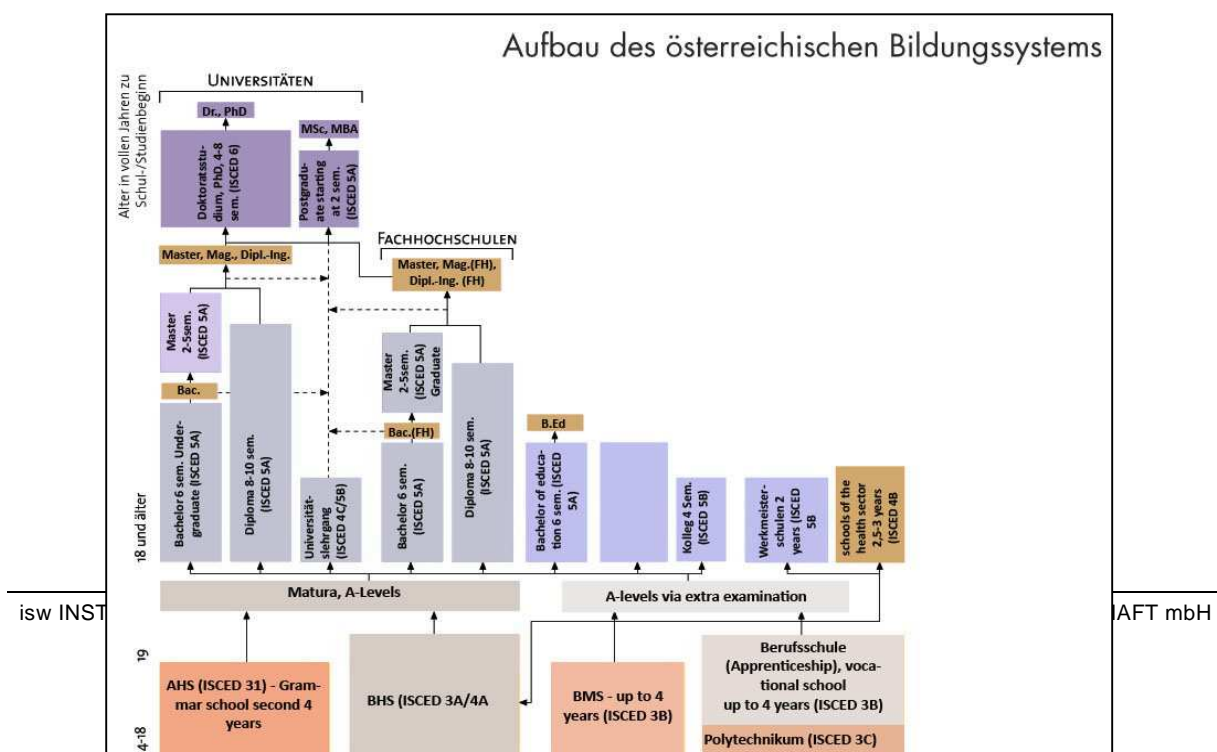 Aufbau des österreichischen Bildungssystems
Alter in vollen Jahren zu
Schul-/Studienbeginn
UNIVERSITÄTEN
Dr., PhD
MSc, MBA
Doktoratsstu-
dium, PhD, 4-8
sem. (ISCED 6)
Postgradu-
ate starting
at 2 sem.
(ISCED 5A)
FACHHOCHSCHULEN
Master, Mag., Dipl.-Ing.
Master, Mag.(FH),
Dipl.-Ing. (FH)
Master
2-5sem.
(ISCED 5A)
Master
2-5sem.
(ISCED 5A)
Graduate
Bac.
Bac.(FH)
B.Ed
18 und älter
Bachelor 6 sem. Under-
graduate (ISCED 5A)
Diploma 8-10 sem.
(ISCED 5A)
Universität-
slehrgang
(ISCED 4C/5B)
Bachelor 6 sem.
(ISCED 5A)
Diploma 8-10 sem.
(ISCED 5A)
Bachelor of educa-
tion 6 sem. (ISCED
5A)
Kolleg 4 Sem.
(ISCED 5B)
Werkmeister-
schulen 2
years (ISCED
5B
schools of the
health sector
2,5-3 years
(ISCED 4B
Matura, A-Levels
A-levels via extra examination
isw INST
AFT mbH
19
4-18
AHS (ISCED 31) - Gram-
mar school second 4
years
BHS (ISCED 3A/4A
BMS - up to 4
years (ISCED 3B)
Berufsschule
(Apprenticeship), voca-
tional school
up to 4 years (ISCED 3B)
Polytechnikum (ISCED 3C)